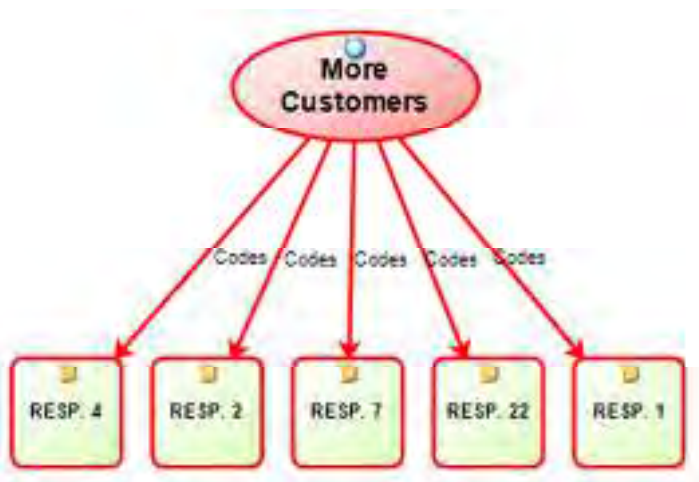 More
Customers
Codes Codes Codes Codes Codes
RESP. 4 RESP. 2 RESP. 7 RESP. 22 RESP. 1